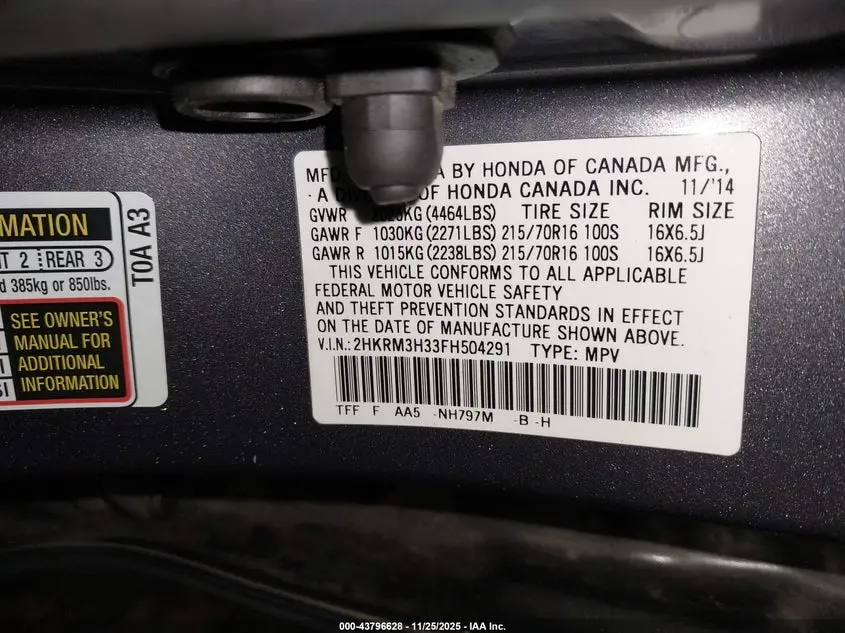 MFD. A BY HONDA OF CANADA MFG.,
A DIV OF HONDA CANADA INC. 11/'14
GVWR KG (4464LBS) TIRE SIZE RIM SIZE
GAWR F 1030KG (2271LBS) 215/70R16 100S 16X6.5J
GAWR R 1015KG (2238LBS) 215/70R16 100S 16X6.5J
THIS VEHICLE CONFORMS TO ALL APPLICABLE
FEDERAL MOTOR VEHICLE SAFETY
AND THEFT PREVENTION STANDARDS IN EFFECT
ON THE DATE OF MANUFACTURE SHOWN ABOVE.
V.I.N.: 2HKRM3H33FH504291 TYPE: MPV
TFF F AA5 -NH797M -B -H
MATION
T 2 REAR 3
d 385kg or 850lbs.
SEE OWNER'S
MANUAL FOR
ADDITIONAL
INFORMATION
T0A A3
000-43796628 - 11/25/2025 - IAA Inc.